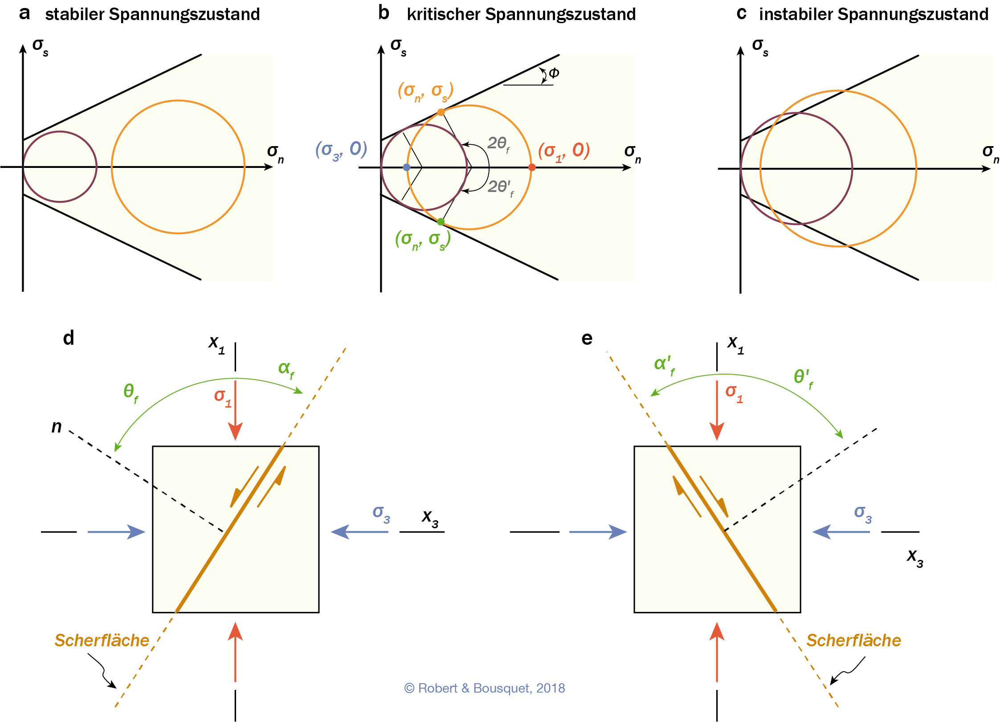 a stabiler Spannungszustand
b kritischer Spannungszustand
c instabiler Spannungszustand
σs
σn
σs
Φ
(σn, σs)
(σ3, 0)
2θf
(σ1, 0)
σn
2θ'f
(σn, σs)
σs
σn
d
x1
αf
θf
σ1
n
σ3
x3
Scherfläche
e
x1
α'f
θ'f
σ1
σ3
x3
Scherfläche
© Robert & Bousquet, 2018